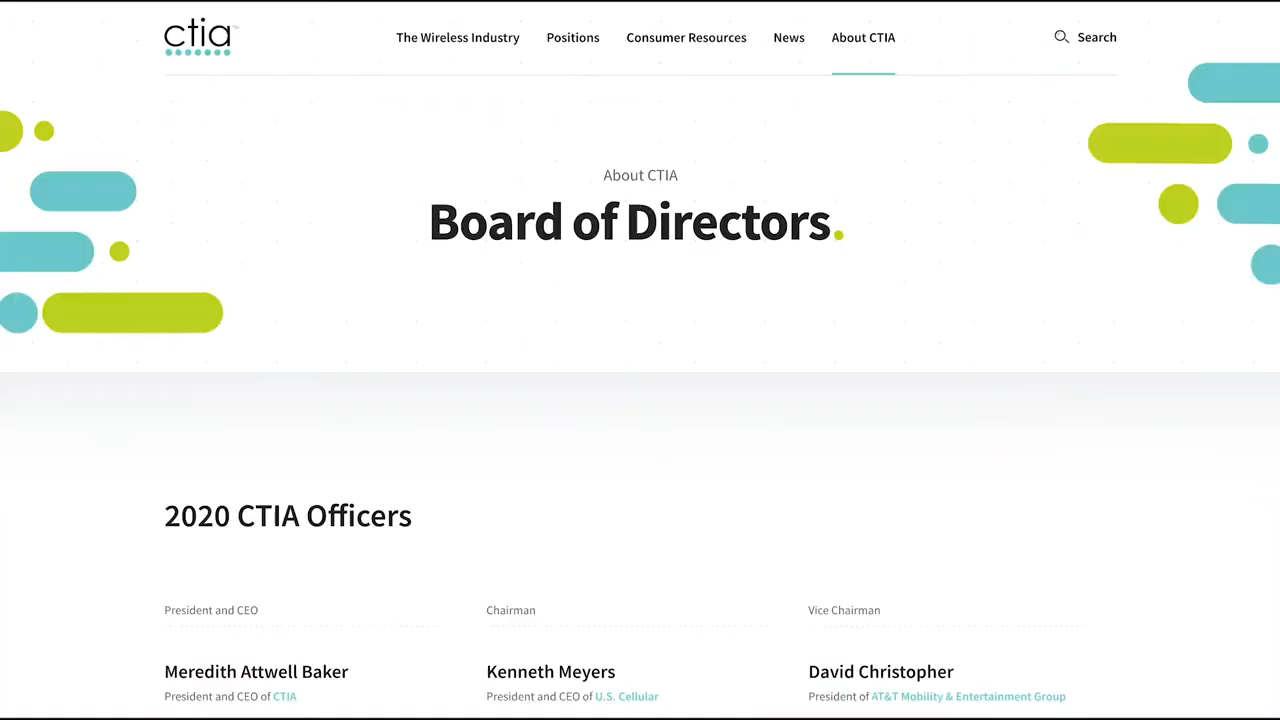 ctia
The Wireless Industry
Positions
Consumer Resources
News
About CTIA
Search
About CTIA
Board of Directors.
2020 CTIA Officers
President and CEO
Meredith Attwell Baker
President and CEO of CTIA
Chairman
Kenneth Meyers
President and CEO of U.S. Cellular
Vice Chairman
David Christopher
President of AT&T Mobility & Entertainment Group